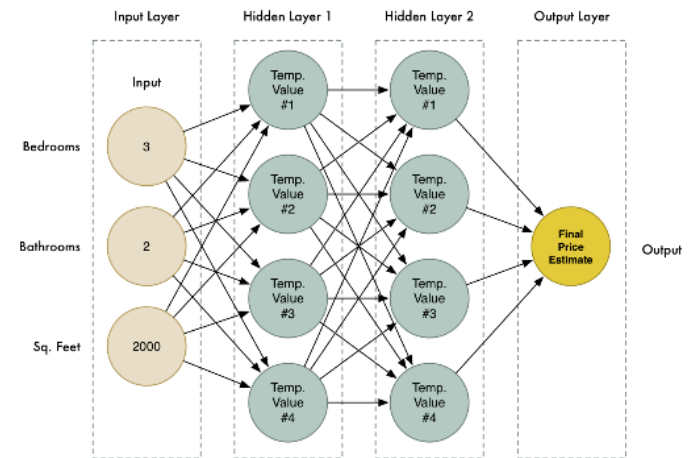 Input Layer
Hidden Layer 1
Hidden Layer 2
Output Layer
Input
Bedrooms
3
Bathrooms
2
Sq. Feet
2000
Temp.
Value
#1
Temp.
Value
#2
Temp.
Value
#3
Temp.
Value
#4
Temp.
Value
#1
Temp.
Value
#2
Temp.
Value
#3
Temp.
Value
#4
Final
Price
Estimate
Output